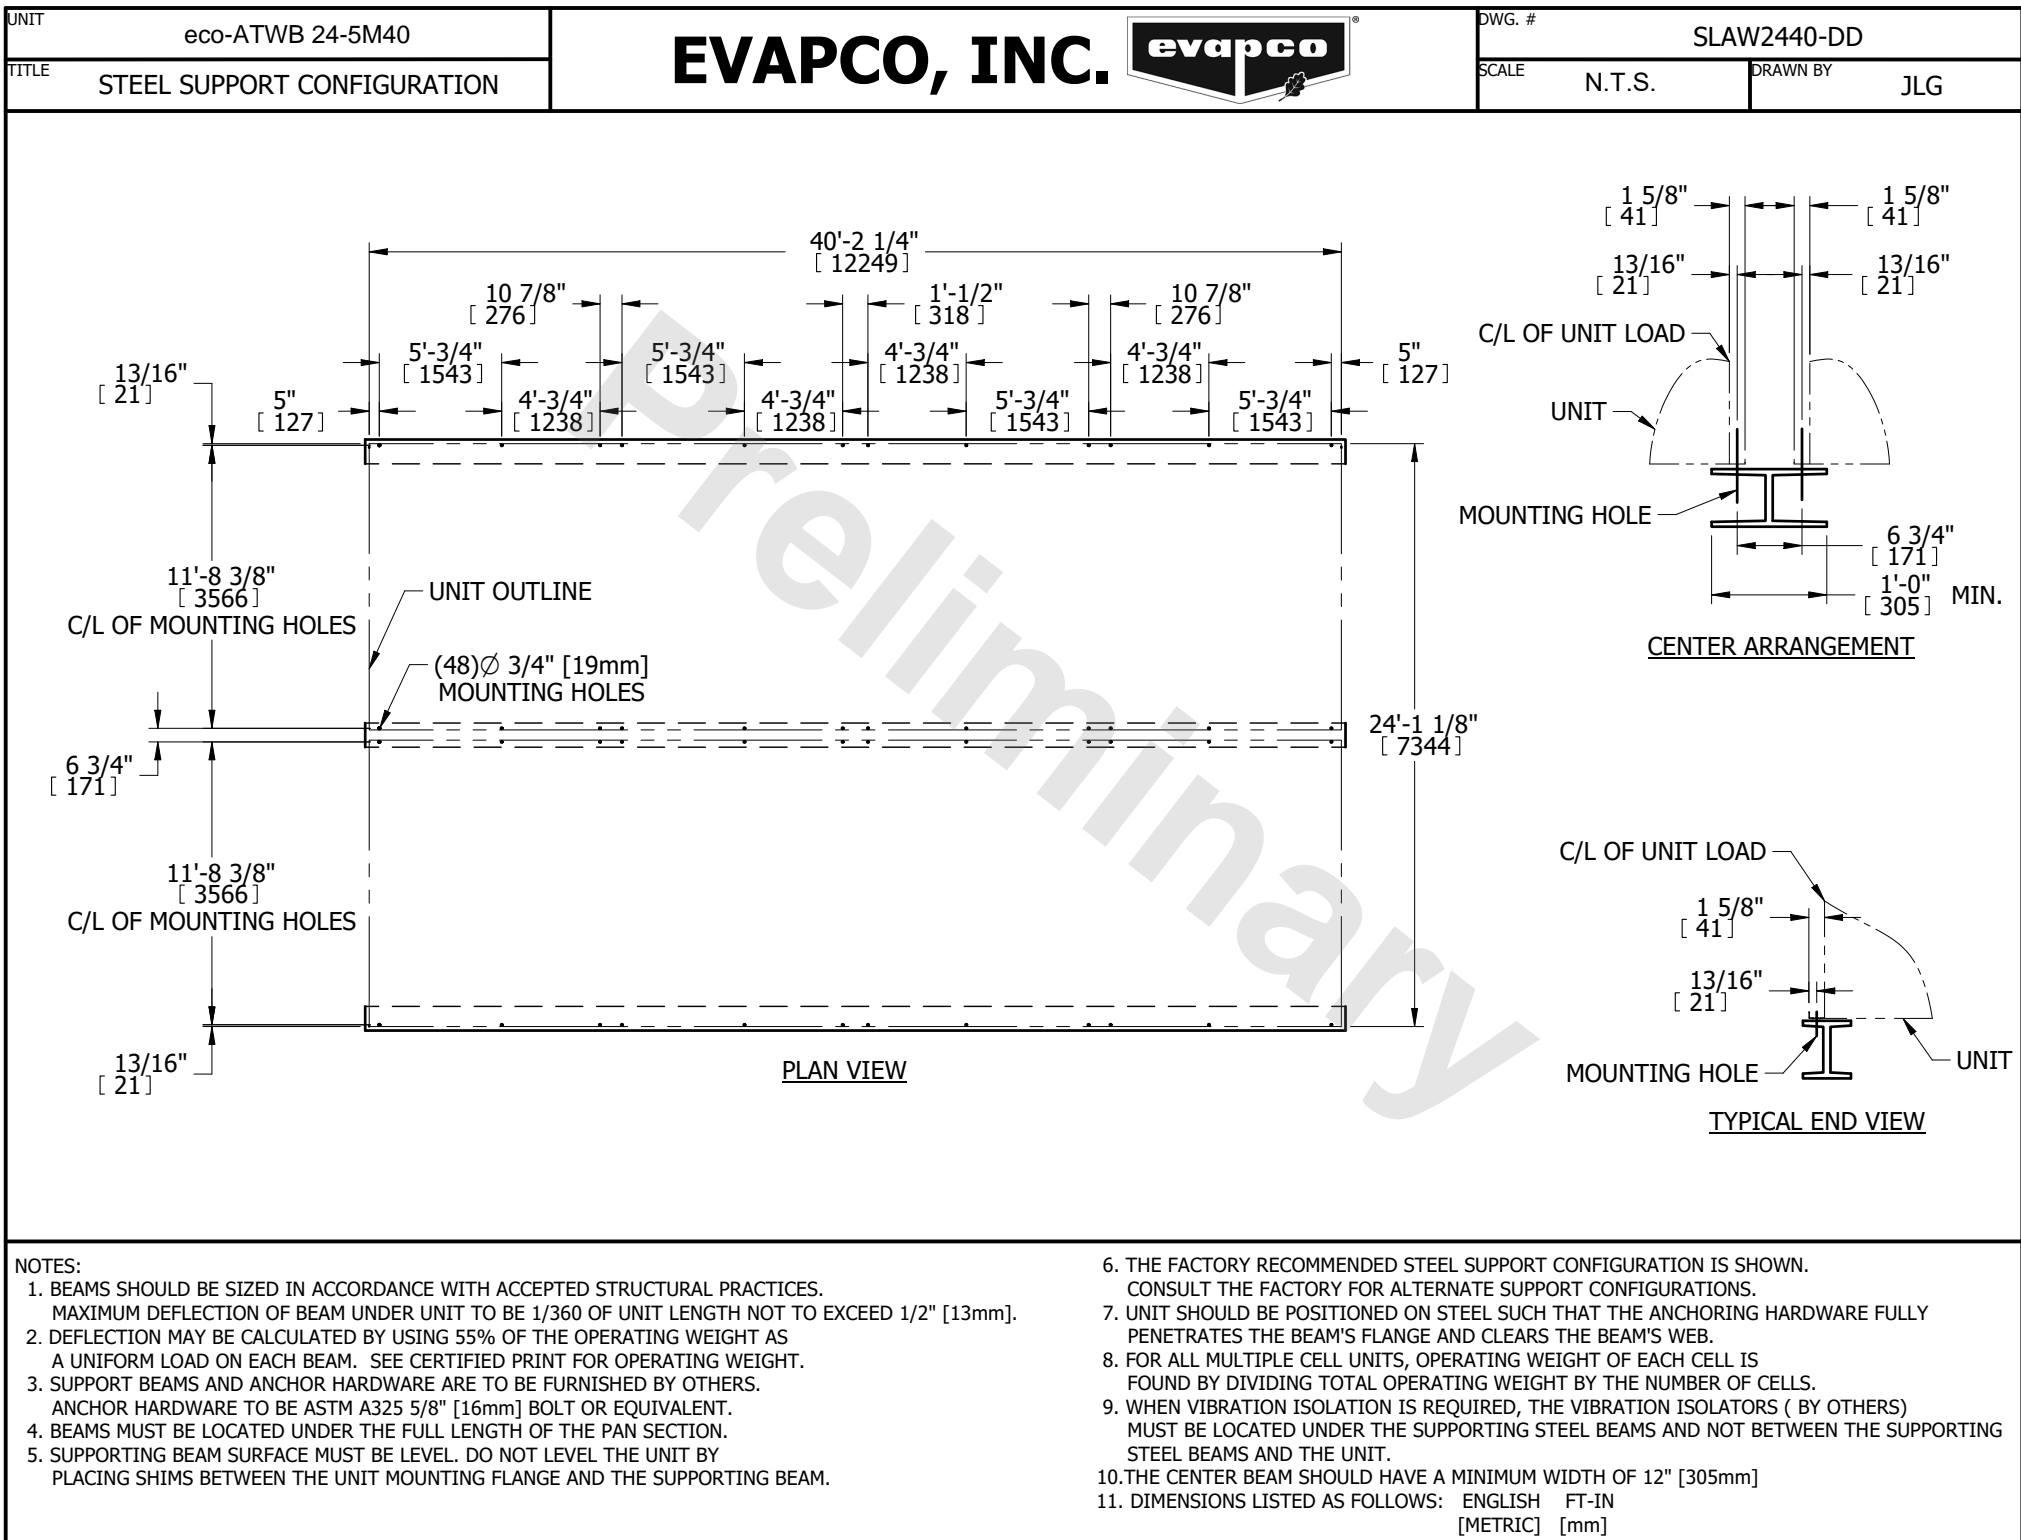 UNIT
eco-ATWB 24-5M40
TITLE
STEEL SUPPORT CONFIGURATION
EVAPCO, INC.
evapco
®
DWG. #
SLAW2440-DD
SCALE
N.T.S.
DRAWN BY
JLG
40'-2 1/4"
[ 12249]
10 7/8"
[ 276]
1'-1/2"
[ 318 ]
10 7/8"
[ 276]
5'-3/4"
[ 1543]
5'-3/4"
[ 1543]
4'-3/4"
[ 1238]
4'-3/4"
[ 1238]
5"
[ 127]
13/16"
[ 21]
5"
[ 127]
4'-3/4"
[ 1238]
4'-3/4"
[ 1238]
5'-3/4"
[ 1543]
5'-3/4"
[ 1543]
11'-8 3/8"
[ 3566]
C/L OF MOUNTING HOLES
UNIT OUTLINE
(48)∅ 3/4" [19mm]
MOUNTING HOLES
6 3/4"
[ 171]
24'-1 1/8"
[ 7344]
11'-8 3/8"
[ 3566]
C/L OF MOUNTING HOLES
13/16"
[ 21]
PLAN VIEW
Preliminary
1 5/8"
[ 41]
1 5/8"
[ 41]
13/16"
[ 21]
13/16"
[ 21]
C/L OF UNIT LOAD
UNIT
MOUNTING HOLE
6 3/4"
[ 171]
1'-0"
[ 305] MIN.
CENTER ARRANGEMENT
C/L OF UNIT LOAD
1 5/8"
[ 41]
13/16"
[ 21]
MOUNTING HOLE
UNIT
TYPICAL END VIEW
NOTES:
1. BEAMS SHOULD BE SIZED IN ACCORDANCE WITH ACCEPTED STRUCTURAL PRACTICES.
MAXIMUM DEFLECTION OF BEAM UNDER UNIT TO BE 1/360 OF UNIT LENGTH NOT TO EXCEED 1/2" [13mm].
2. DEFLECTION MAY BE CALCULATED BY USING 55% OF THE OPERATING WEIGHT AS
A UNIFORM LOAD ON EACH BEAM. SEE CERTIFIED PRINT FOR OPERATING WEIGHT.
3. SUPPORT BEAMS AND ANCHOR HARDWARE ARE TO BE FURNISHED BY OTHERS.
ANCHOR HARDWARE TO BE ASTM A325 5/8" [16mm] BOLT OR EQUIVALENT.
4. BEAMS MUST BE LOCATED UNDER THE FULL LENGTH OF THE PAN SECTION.
5. SUPPORTING BEAM SURFACE MUST BE LEVEL. DO NOT LEVEL THE UNIT BY
PLACING SHIMS BETWEEN THE UNIT MOUNTING FLANGE AND THE SUPPORTING BEAM.
6. THE FACTORY RECOMMENDED STEEL SUPPORT CONFIGURATION IS SHOWN.
CONSULT THE FACTORY FOR ALTERNATE SUPPORT CONFIGURATIONS.
7. UNIT SHOULD BE POSITIONED ON STEEL SUCH THAT THE ANCHORING HARDWARE FULLY
PENETRATES THE BEAM'S FLANGE AND CLEARS THE BEAM'S WEB.
8. FOR ALL MULTIPLE CELL UNITS, OPERATING WEIGHT OF EACH CELL IS
FOUND BY DIVIDING TOTAL OPERATING WEIGHT BY THE NUMBER OF CELLS.
9. WHEN VIBRATION ISOLATION IS REQUIRED, THE VIBRATION ISOLATORS ( BY OTHERS)
MUST BE LOCATED UNDER THE SUPPORTING STEEL BEAMS AND NOT BETWEEN THE SUPPORTING
STEEL BEAMS AND THE UNIT.
10.THE CENTER BEAM SHOULD HAVE A MINIMUM WIDTH OF 12" [305mm]
11. DIMENSIONS LISTED AS FOLLOWS: ENGLISH FT-IN
[METRIC] [mm]